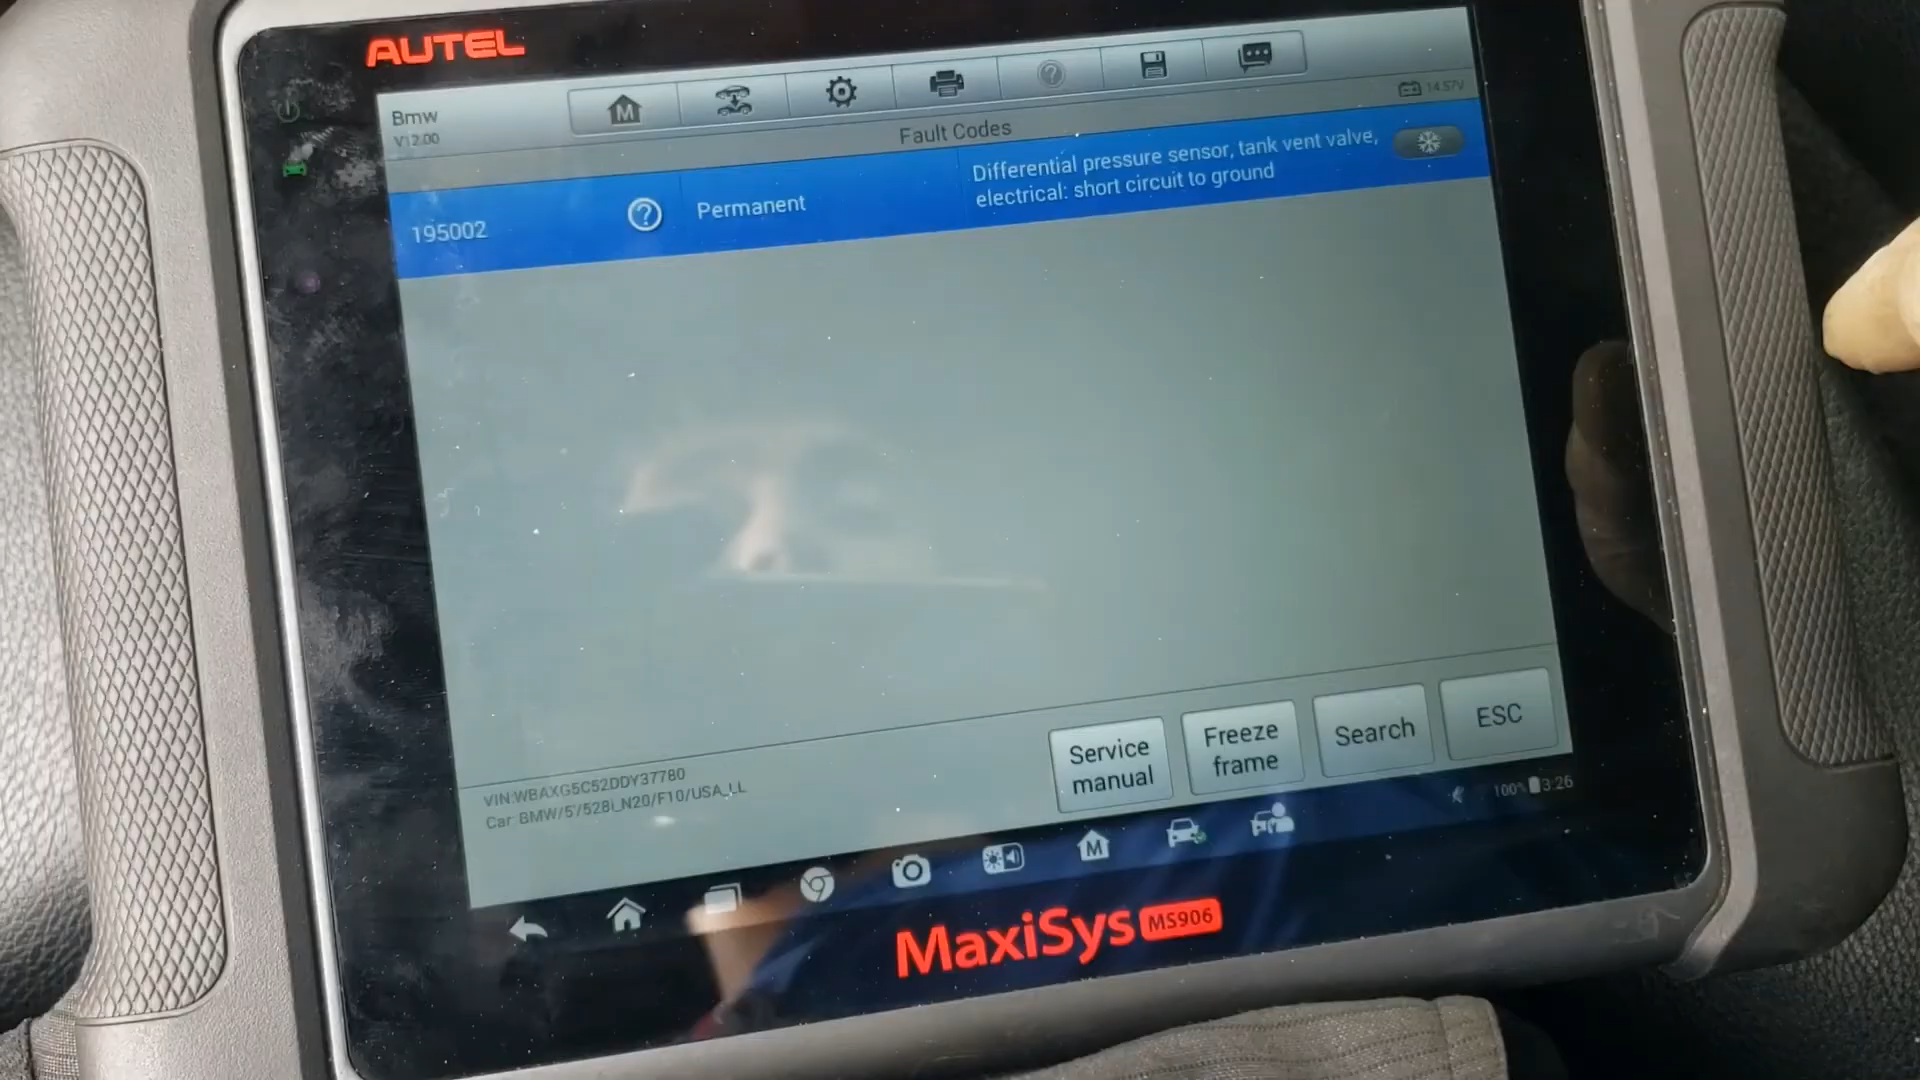 AUTEL
Bmw
V12.00
M
14.57V
Fault Codes
195002
?
Permanent
Differential pressure sensor, tank vent valve,
electrical: short circuit to ground
VIN:WBAXG5C52DDY37780
Car: BMW/5'/528i_N20/F10/USA_LL
Service
manual
Freeze
frame
Search
ESC
100%
3:26
M
MaxiSys MS906